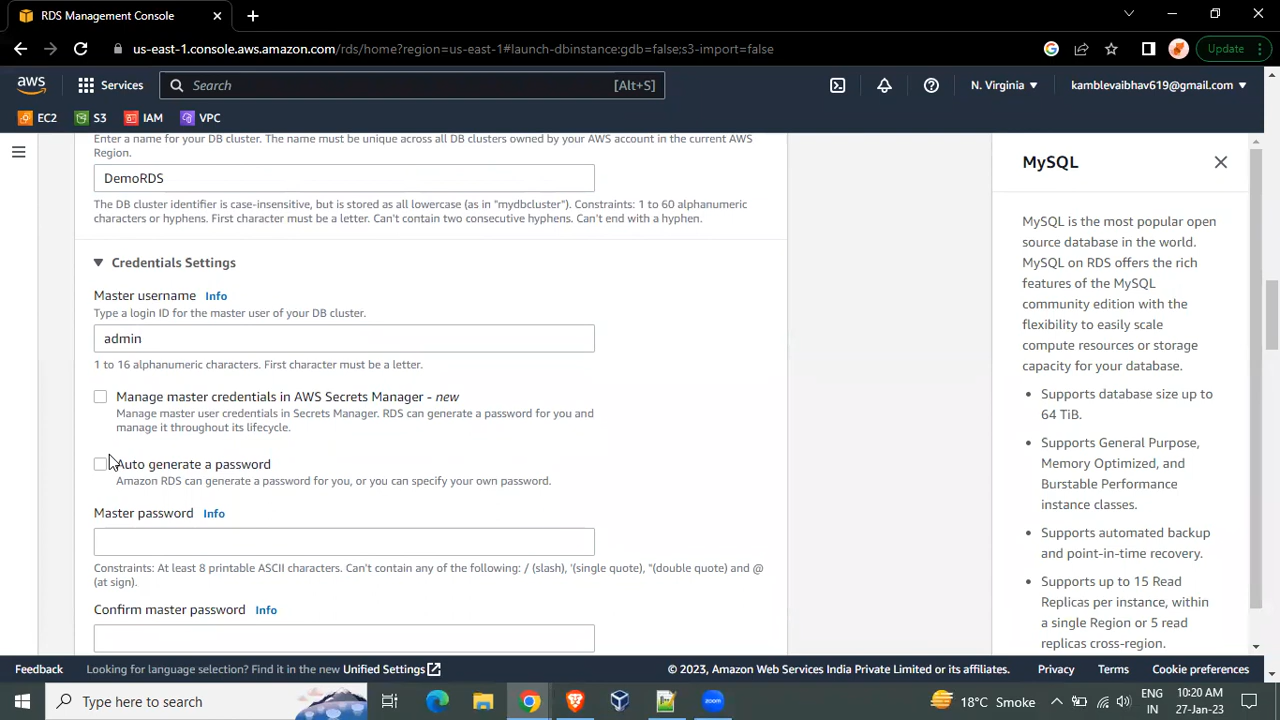 RDS Management Console
us-east-1.console.aws.amazon.com/rds/home?region=us-east-1#launch-dbinstance:gdb=false;s3-import=false
Update
aws
Services
Search
[Alt+S]
N. Virginia
kamblevaibhav619@gmail.com
EC2
S3
IAM
VPC
Enter a name for your DB cluster. The name must be unique across all DB clusters owned by your AWS account in the current AWS
Region.
DemoRDS
The DB cluster identifier is case-insensitive, but is stored as all lowercase (as in "mydbcluster"). Constraints: 1 to 60 alphanumeric
characters or hyphens. First character must be a letter. Can't contain two consecutive hyphens. Can't end with a hyphen.
Credentials Settings
Master username Info
Type a login ID for the master user of your DB cluster.
admin
1 to 16 alphanumeric characters. First character must be a letter.
Manage master credentials in AWS Secrets Manager - new
Manage master user credentials in Secrets Manager. RDS can generate a password for you and
manage it throughout its lifecycle.
Auto generate a password
Amazon RDS can generate a password for you, or you can specify your own password.
Master password Info
Constraints: At least 8 printable ASCII characters. Can't contain any of the following: / (slash), '(single quote), "(double quote) and @
(at sign).
Confirm master password Info
MySQL
MySQL is the most popular open
source database in the world.
MySQL on RDS offers the rich
features of the MySQL
community edition with the
flexibility to easily scale
compute resources or storage
capacity for your database.
Supports database size up to
64 TiB.
Supports General Purpose,
Memory Optimized, and
Burstable Performance
instance classes.
Supports automated backup
and point-in-time recovery.
Supports up to 15 Read
Replicas per instance, within
a single Region or 5 read
replicas cross-region.
Feedback
Looking for language selection? Find it in the new Unified Settings
© 2023, Amazon Web Services India Private Limited or its affiliates.
Privacy
Terms
Cookie preferences
Type here to search
zoom
18°C Smoke
ENG
IN
10:20 AM
27-Jan-23